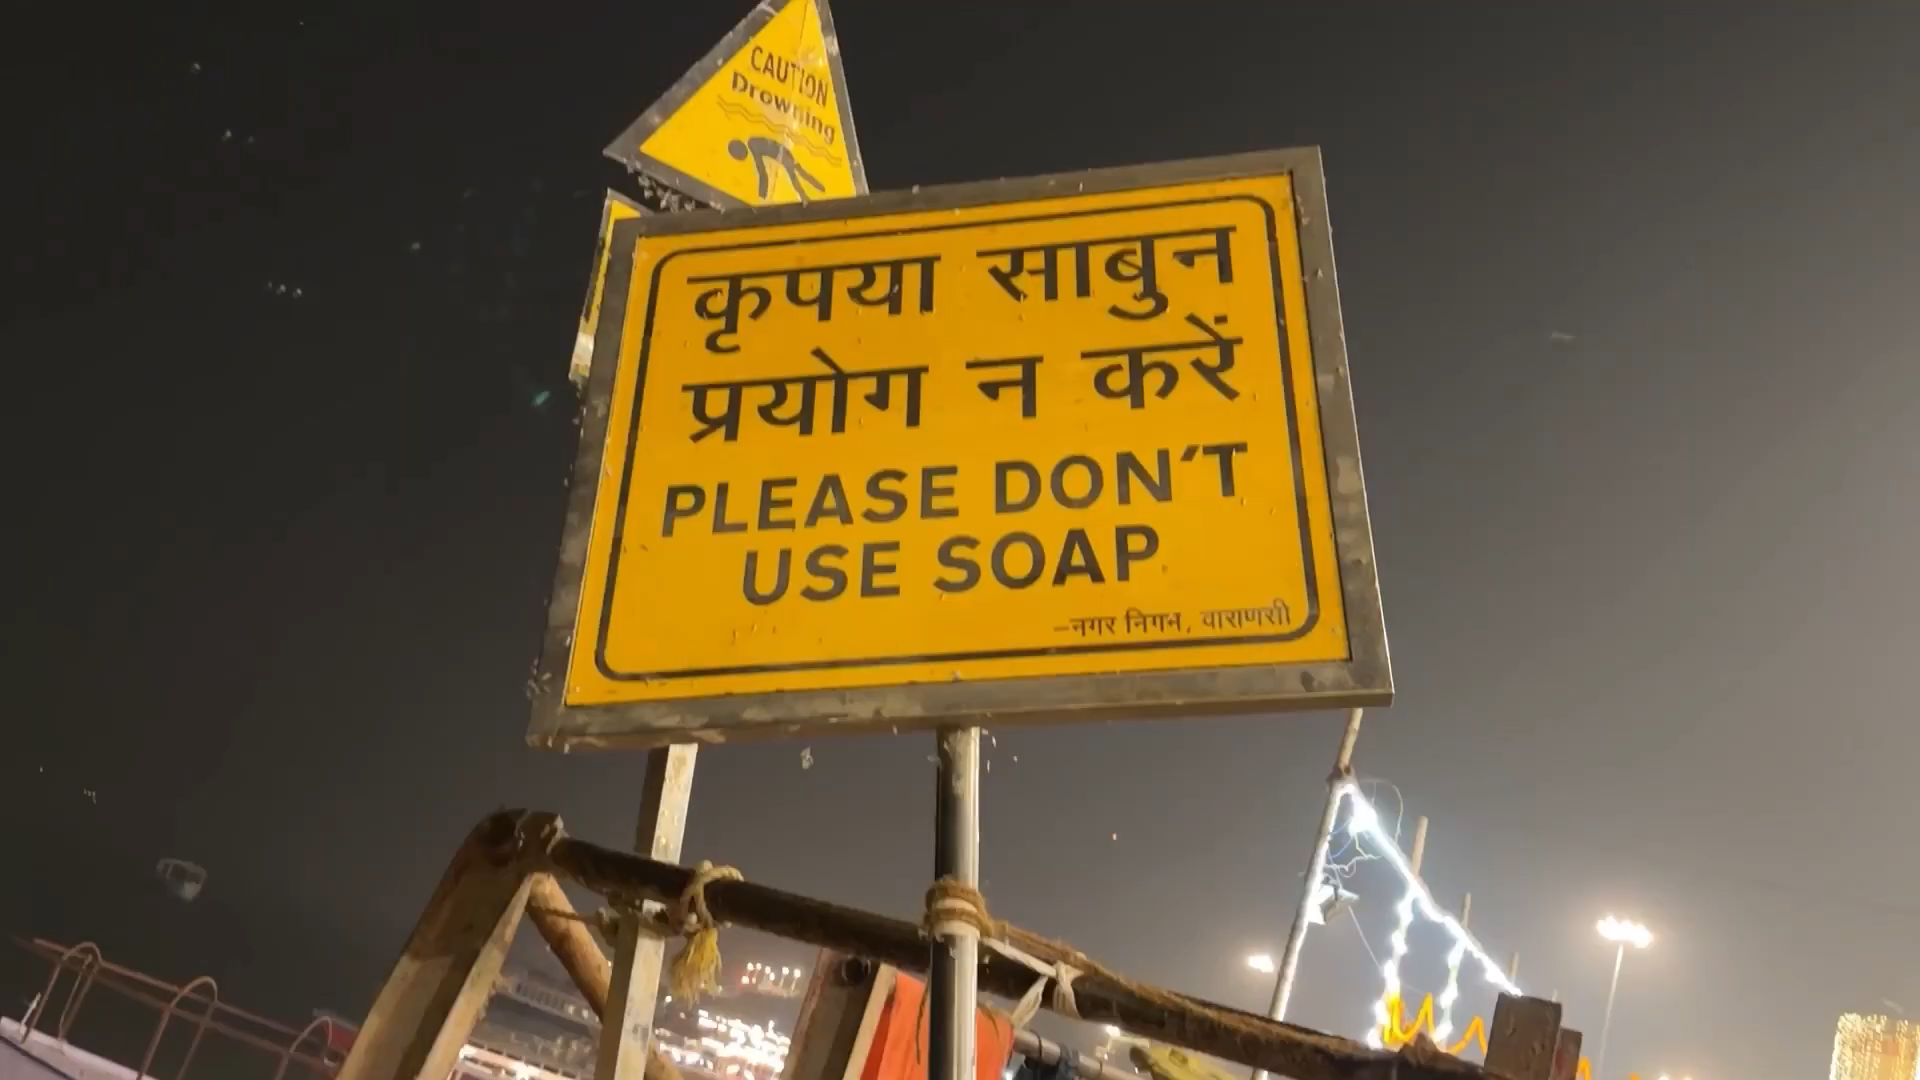 CAUTION
Drowning
कृपया साबुन
प्रयोग न करें
PLEASE DON'T
USE SOAP
-नगर निगम, वाराणसी